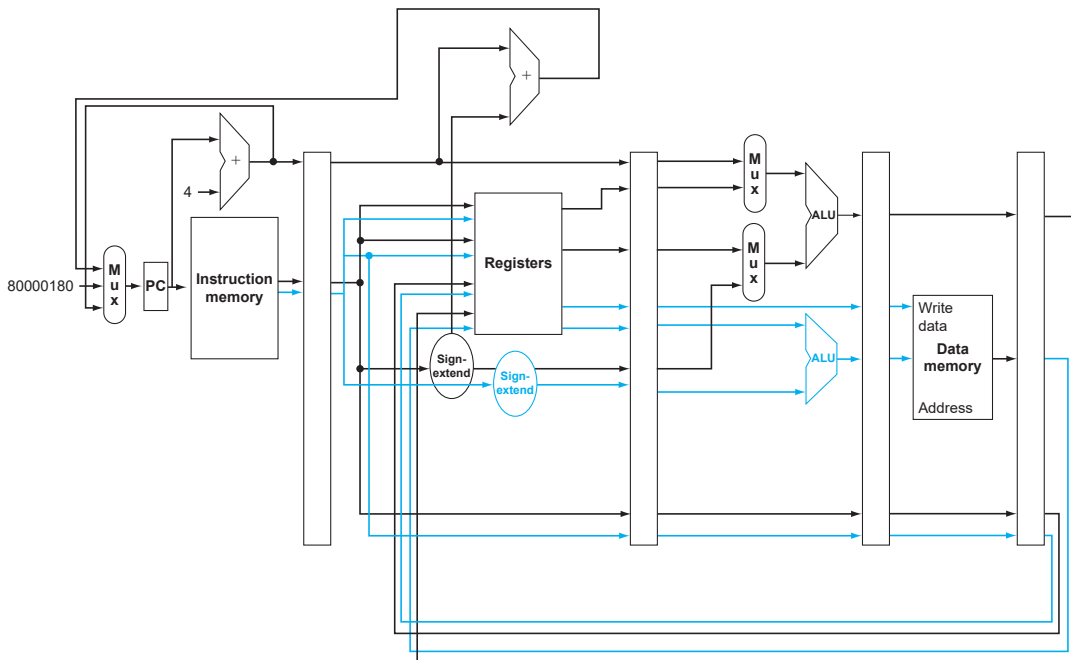 +
+
4
80000180
M
u
x
PC
Instruction
memory
Registers
Sign-
extend
Sign-
extend
M
u
x
M
u
x
ALU
ALU
Write
data
Data
memory
Address